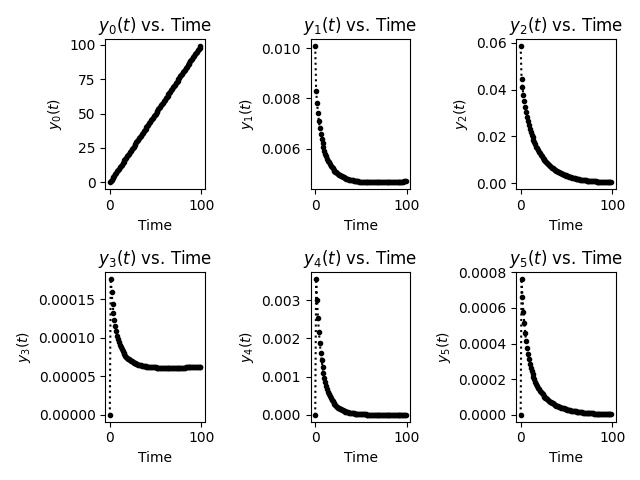 y₀(t) vs. Time
y₁(t) vs. Time
y₂(t) vs. Time
100
75
50
25
0
y₀(t)
0
100
Time
0.010
0.008
0.006
y₁(t)
0
100
Time
0.06
0.04
0.02
0.00
y₂(t)
0
100
Time
y₃(t) vs. Time
y₄(t) vs. Time
y₅(t) vs. Time
0.00015
0.00010
0.00005
0.00000
y₃(t)
0
100
Time
0.003
0.002
0.001
0.000
y₄(t)
0
100
Time
0.0008
0.0006
0.0004
0.0002
0.0000
y₅(t)
0
100
Time